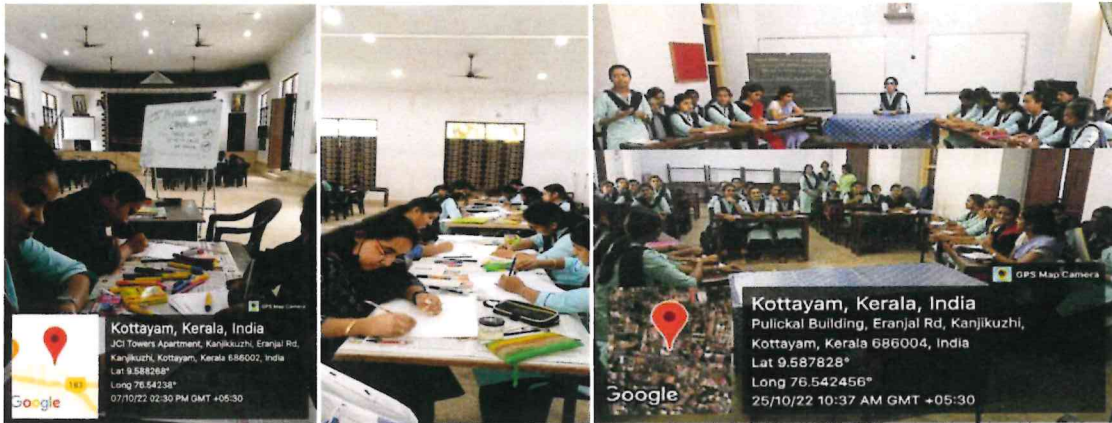 GPS Map Camera
Kottayam, Kerala, India
JCI Towers Apartment, Kanjikkuzhi, Eranjal Rd,
Kanjikuzhi, Kottayam, Kerala 686002, India
Lat 9.588268°
Long 76.54238°
07/10/22 02:30 PM GMT +05:30
183
Google
GPS Map Camera
Kottayam, Kerala, India
Pulickal Building, Eranjal Rd, Kanjikuzhi,
Kottayam, Kerala 686004, India
Lat 9.587828°
Long 76.542456°
25/10/22 10:37 AM GMT +05:30
Google